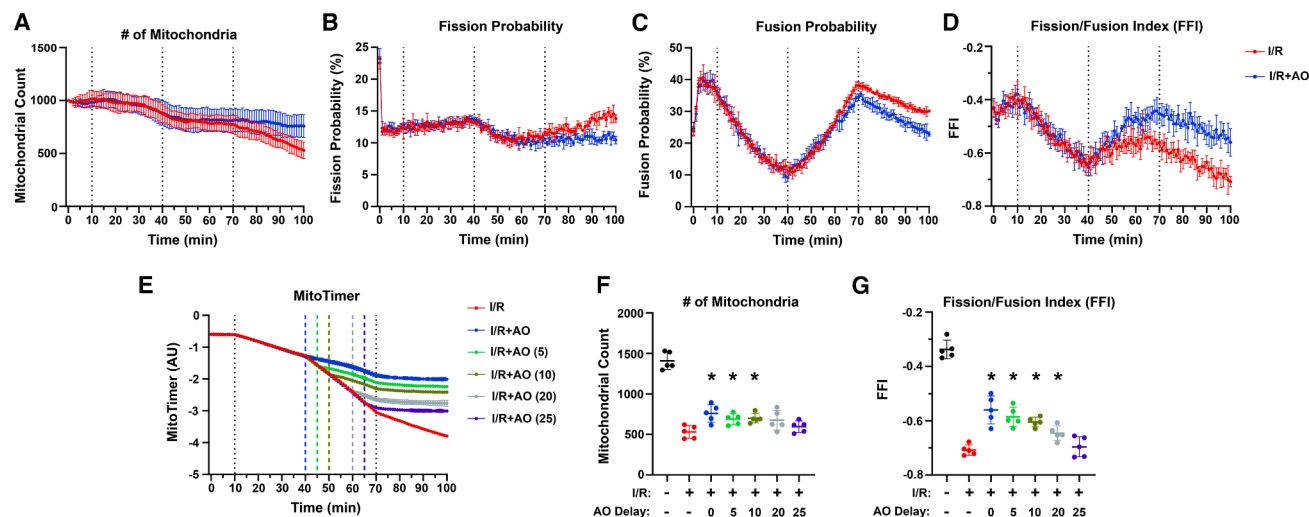 A
# of Mitochondria
Mitochondrial Count
1500
1000
500
0
0 10 20 30 40 50 60 70 80 90 100
Time (min)
B
Fission Probability
Fission Probability (%)
25
20
15
10
5
0
0 10 20 30 40 50 60 70 80 90 100
Time (min)
C
Fusion Probability
Fusion Probability (%)
50
40
30
20
10
0
0 10 20 30 40 50 60 70 80 90 100
Time (min)
D
Fission/Fusion Index (FFI)
FFI
-0.2
-0.4
-0.6
-0.8
0 10 20 30 40 50 60 70 80 90 100
Time (min)
I/R
I/R+AO
E
MitoTimer
MitoTimer (AU)
0
-1
-2
-3
-4
-5
0 10 20 30 40 50 60 70 80 90 100
Time (min)
I/R
I/R+AO
I/R+AO (5)
I/R+AO (10)
I/R+AO (20)
I/R+AO (25)
F
# of Mitochondria
Mitochondrial Count
2000
1500
1000
500
0
* * *
I/R: - + + + + + +
AO Delay: - - 0 5 10 20 25
G
Fission/Fusion Index (FFI)
FFI
-0.2
-0.4
-0.6
-0.8
* * * *
I/R: - + + + + + +
AO Delay: - - 0 5 10 20 25